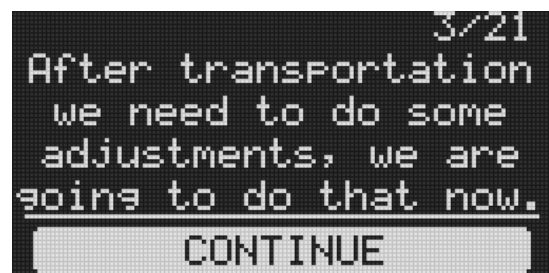 3/21
After transportation
we need to do some
adjustments, we are
going to do that now.
CONTINUE